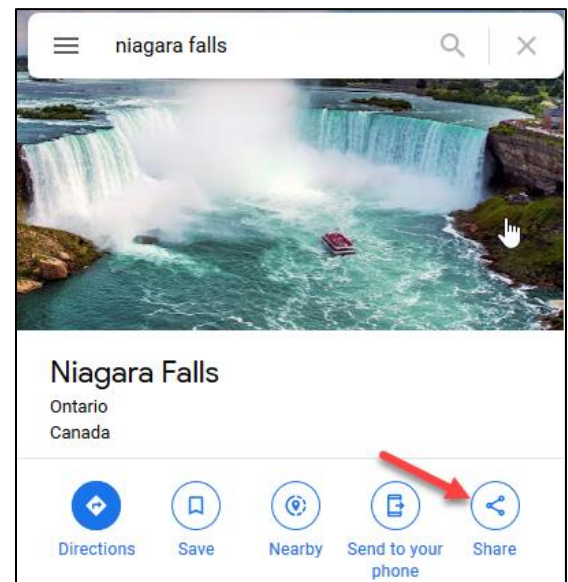 niagara falls
Niagara Falls
Ontario
Canada
Directions
Save
Nearby
Send to your
phone
Share